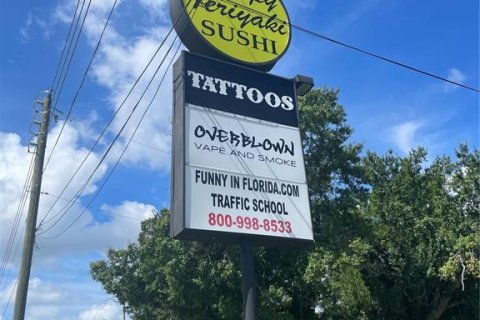 Teriyaki
SUSHI
TATTOOS
OVERBLOWN
VAPE AND SMOKE
FUNNY IN FLORIDA.COM
TRAFFIC SCHOOL
800-998-8533